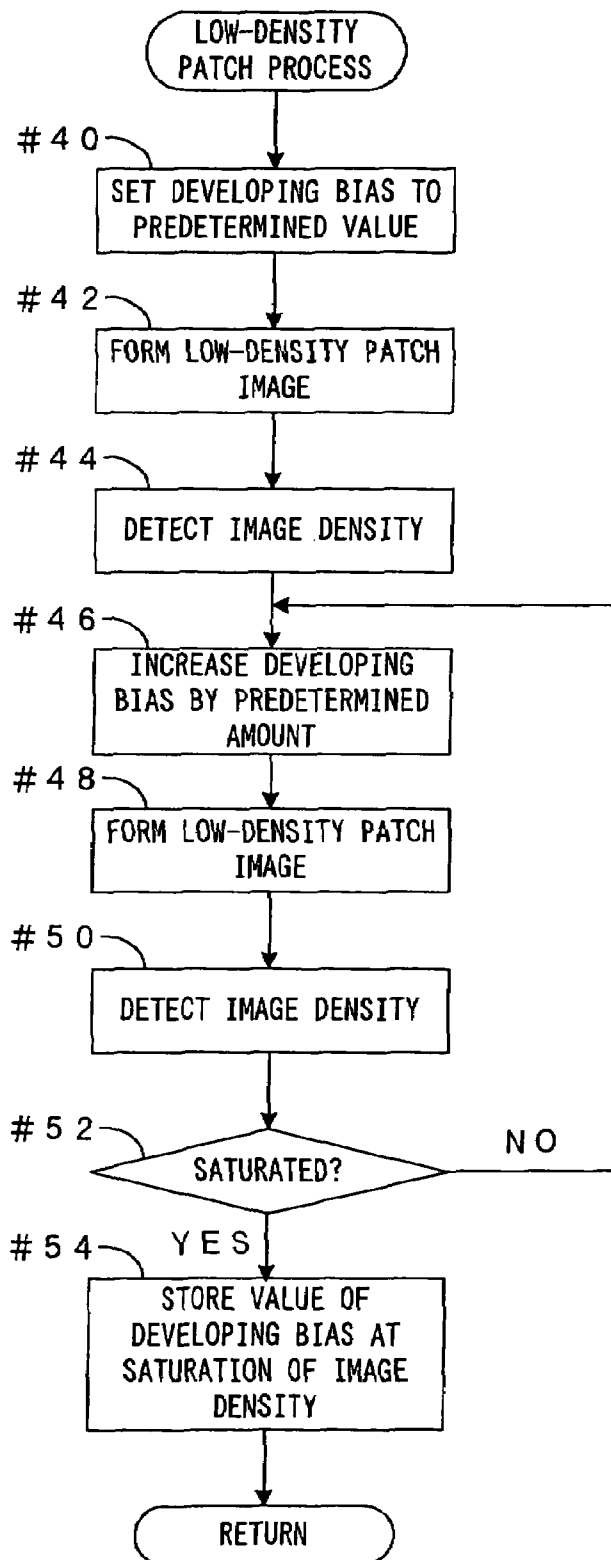 LOW-DENSITY
PATCH PROCESS
#40
SET DEVELOPING BIAS TO
PREDETERMINED VALUE
#42
FORM LOW-DENSITY PATCH
IMAGE
#44
DETECT IMAGE DENSITY
#46
INCREASE DEVELOPING
BIAS BY PREDETERMINED
AMOUNT
#48
FORM LOW-DENSITY PATCH
IMAGE
#50
DETECT IMAGE DENSITY
#52
SATURATED?
NO
YES
#54
STORE VALUE OF
DEVELOPING BIAS AT
SATURATION OF IMAGE
DENSITY
RETURN